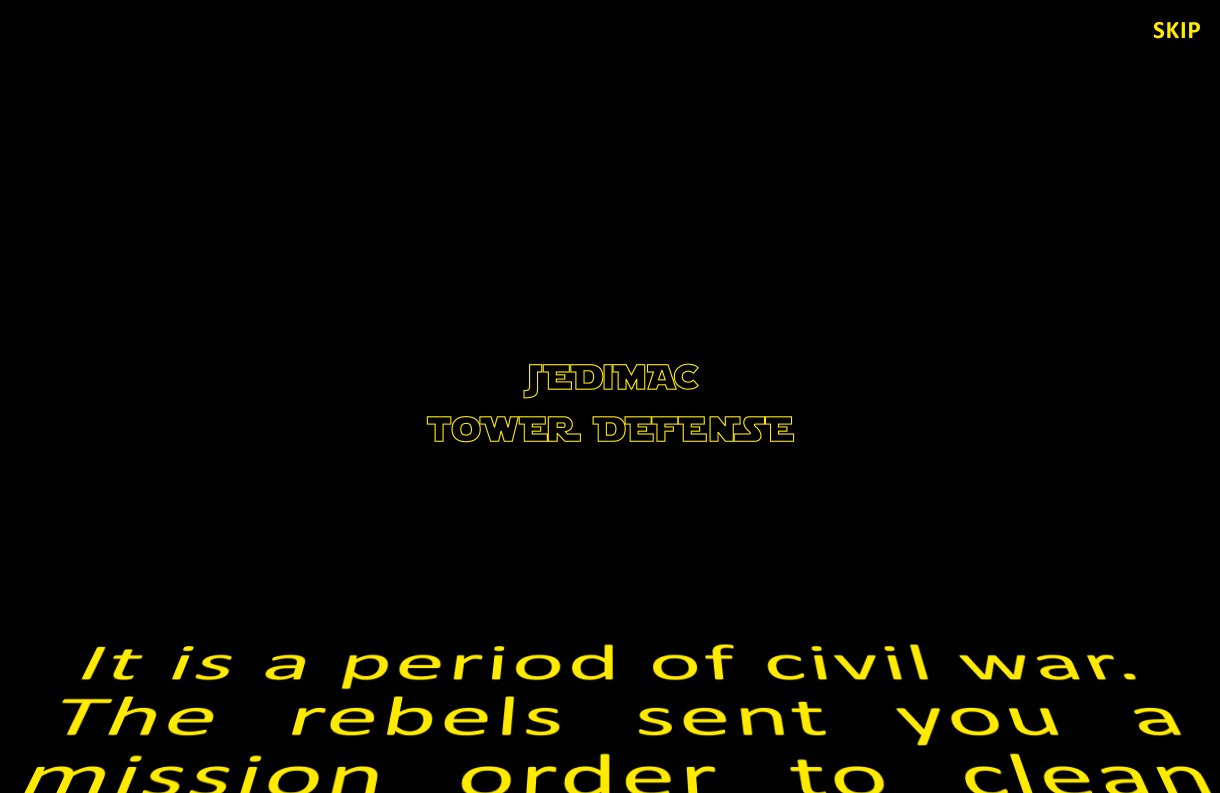 SKIP
JEDIMAC
TOWER DEFENSE
It is a period of civil war.
The rebels sent you a
mission order to clean